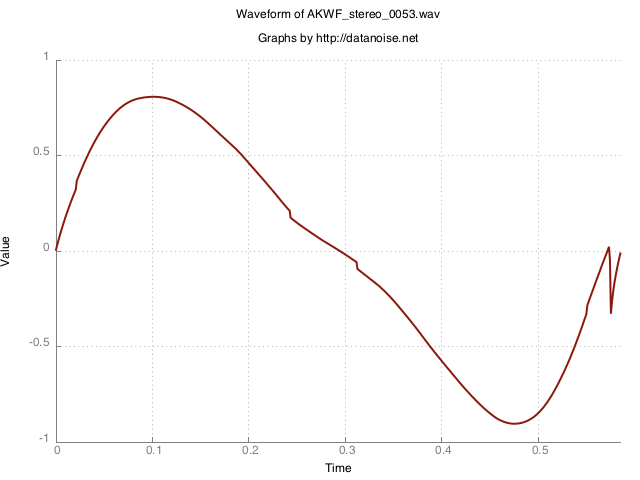 Waveform of AKWF_stereo_0053.wav
Graphs by http://datanoise.net
1
0.5
0
-0.5
-1
Value
0 0.1 0.2 0.3 0.4 0.5
Time